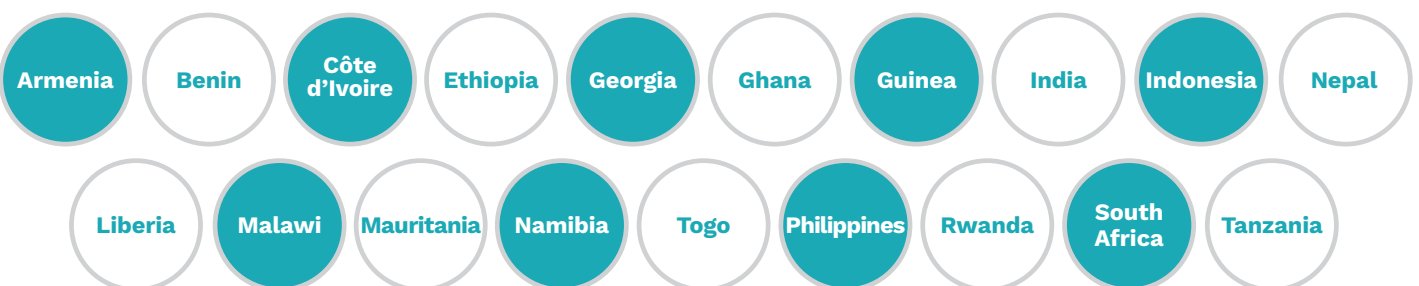 Armenia
Benin
Côte
d’Ivoire
Ethiopia
Georgia
Ghana
Guinea
India
Indonesia
Nepal
Liberia
Malawi
Mauritania
Namibia
Togo
Philippines
Rwanda
South
Africa
Tanzania